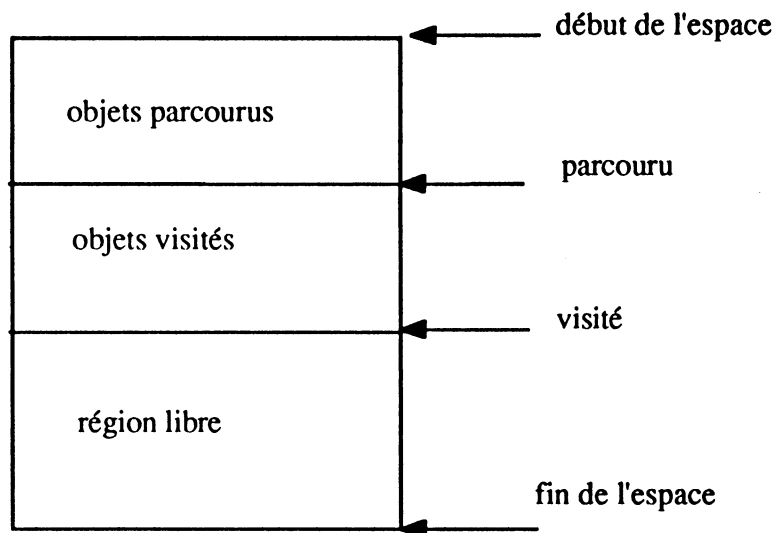 début de l'espace
objets parcourus
parcouru
objets visités
visité
région libre
fin de l'espace